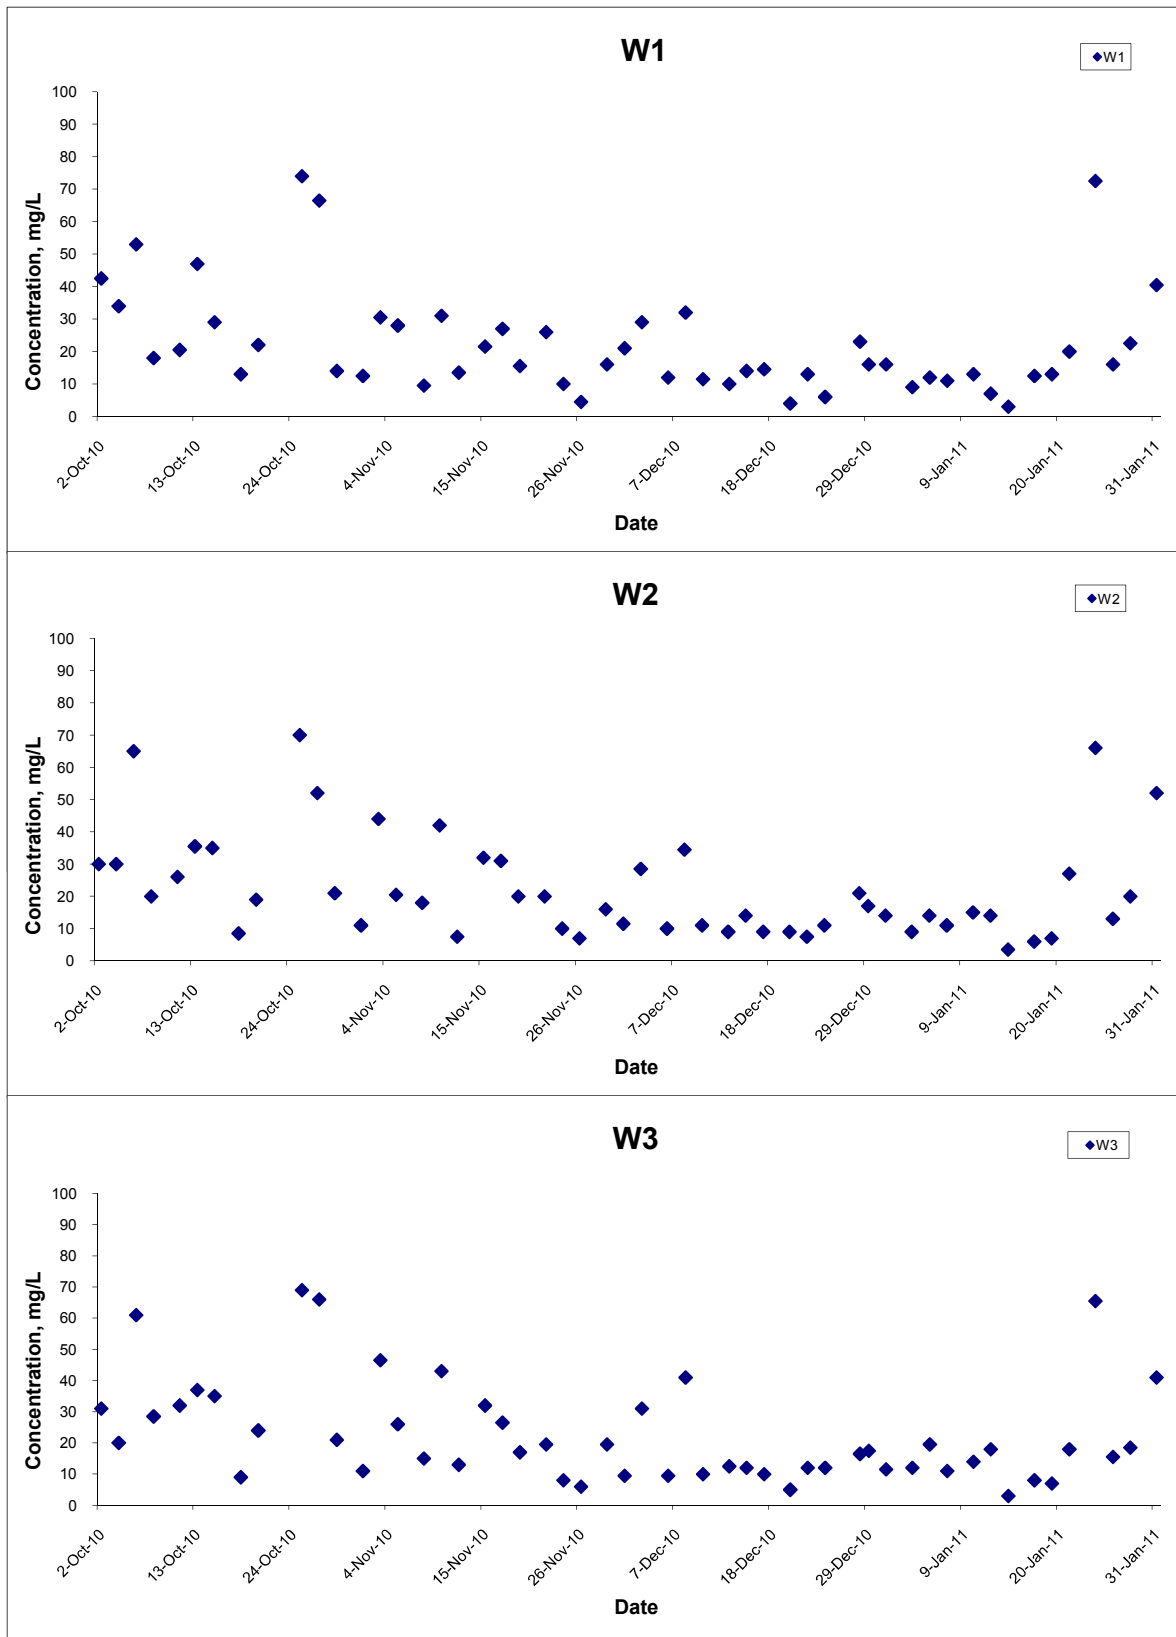 W1
W1
100
90
80
70
60
50
40
30
20
10
0
Concentration, mg/L
2-Oct-10 13-Oct-10 24-Oct-10 4-Nov-10 15-Nov-10 26-Nov-10 7-Dec-10 18-Dec-10 29-Dec-10 9-Jan-11 20-Jan-11 31-Jan-11
Date
W2
W2
100
90
80
70
60
50
40
30
20
10
0
Concentration, mg/L
2-Oct-10 13-Oct-10 24-Oct-10 4-Nov-10 15-Nov-10 26-Nov-10 7-Dec-10 18-Dec-10 29-Dec-10 9-Jan-11 20-Jan-11 31-Jan-11
Date
W3
W3
100
90
80
70
60
50
40
30
20
10
0
Concentration, mg/L
2-Oct-10 13-Oct-10 24-Oct-10 4-Nov-10 15-Nov-10 26-Nov-10 7-Dec-10 18-Dec-10 29-Dec-10 9-Jan-11 20-Jan-11 31-Jan-11
Date